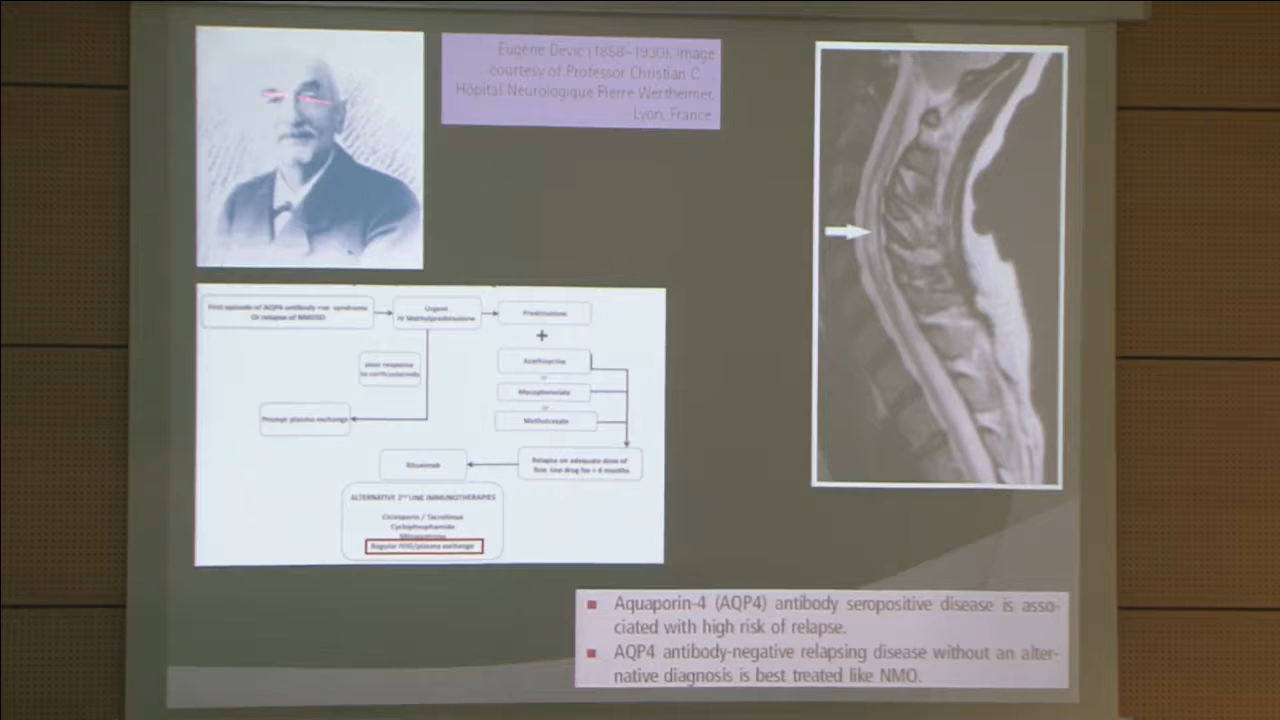 Eugène Devic (1858–1930). Image
courtesy of Professor Christian C.
Hôpital Neurologique Pierre Wertheimer,
Lyon, France.
First episode of AQP4 antibody +ve syndrome
Or relapse of NMOSD
Urgent
IV Methylprednisolone
Prednisolone
+
poor response
to corticosteroids
Azathioprine
or
Mycophenolate
or
Methotrexate
Prompt plasma exchange
Rituximab
Relapse on adequate dose of
first line drug for > 6 months.
ALTERNATIVE 2nd LINE IMMUNOTHERAPIES
Ciclosporin / Tacrolimus
Cyclophosphamide
Mitoxantrone
Regular IVIG/plasma exchange
■ Aquaporin-4 (AQP4) antibody seropositive disease is asso-
ciated with high risk of relapse.
■ AQP4 antibody-negative relapsing disease without an alter-
native diagnosis is best treated like NMO.